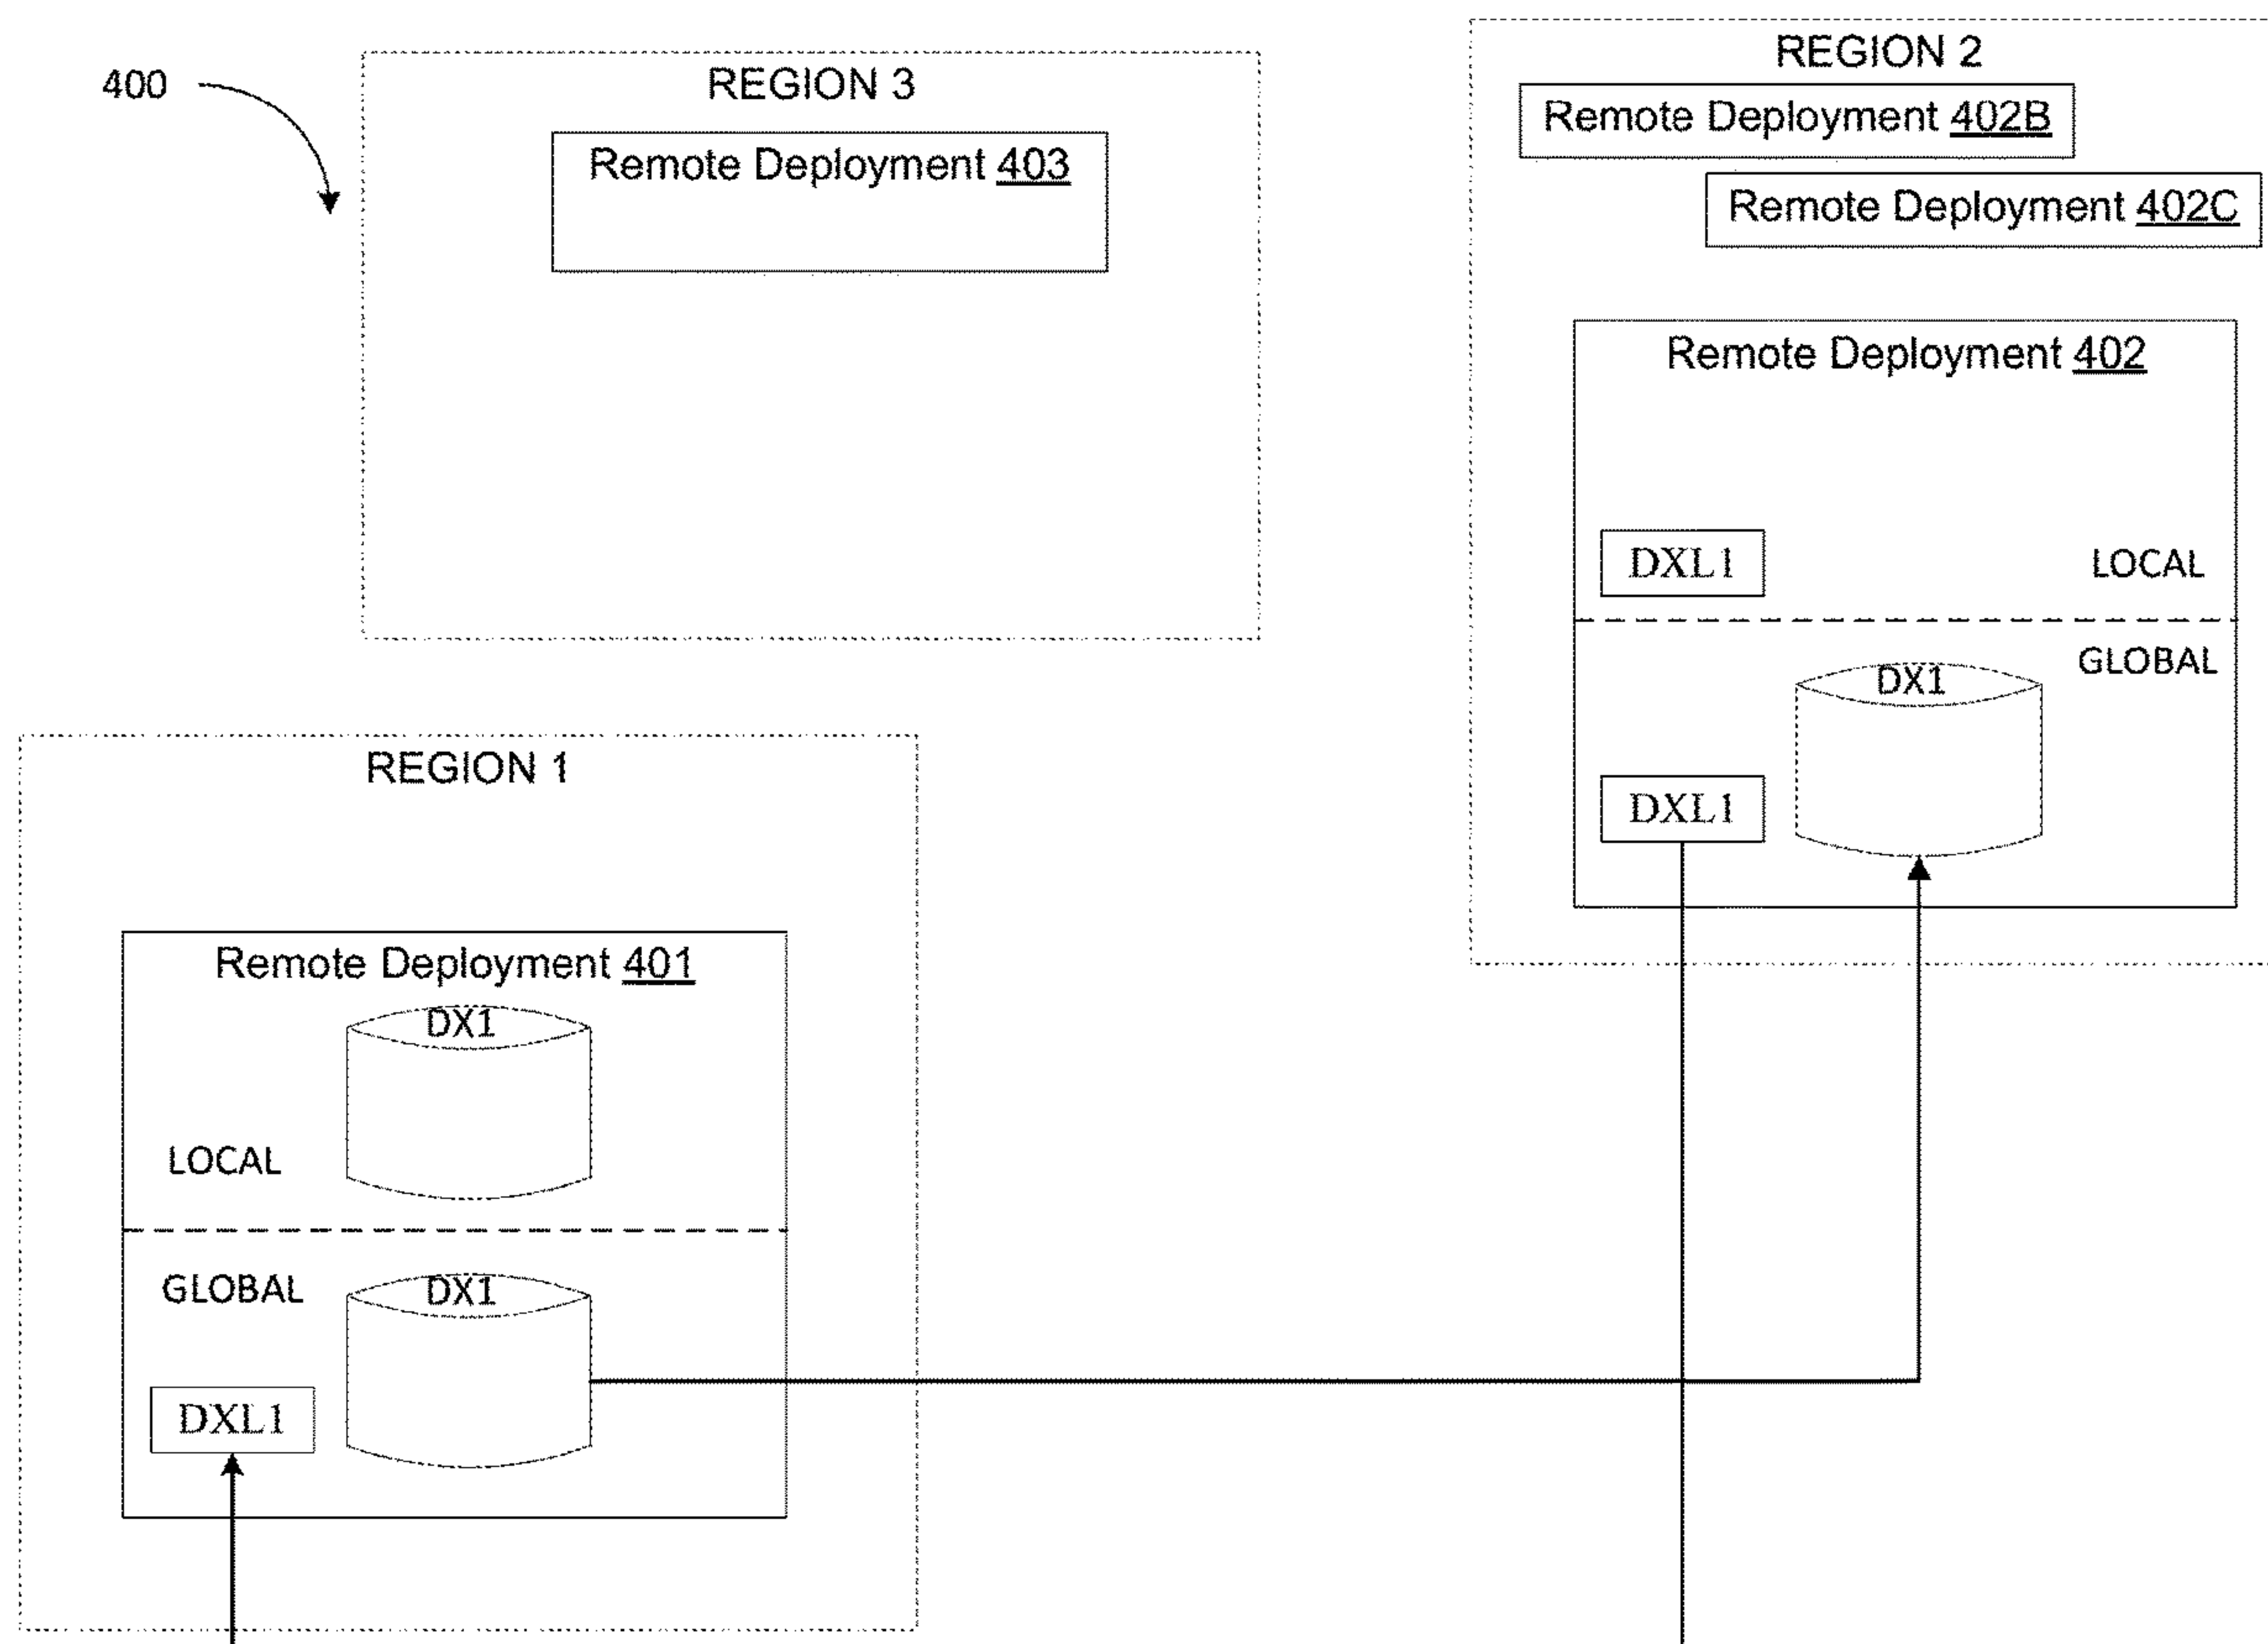 400
REGION 3
Remote Deployment 403
REGION 2
Remote Deployment 402B
Remote Deployment 402C
Remote Deployment 402
DXL1
LOCAL
GLOBAL
DX1
DXL1
REGION 1
Remote Deployment 401
DX1
LOCAL
GLOBAL
DX1
DXL1